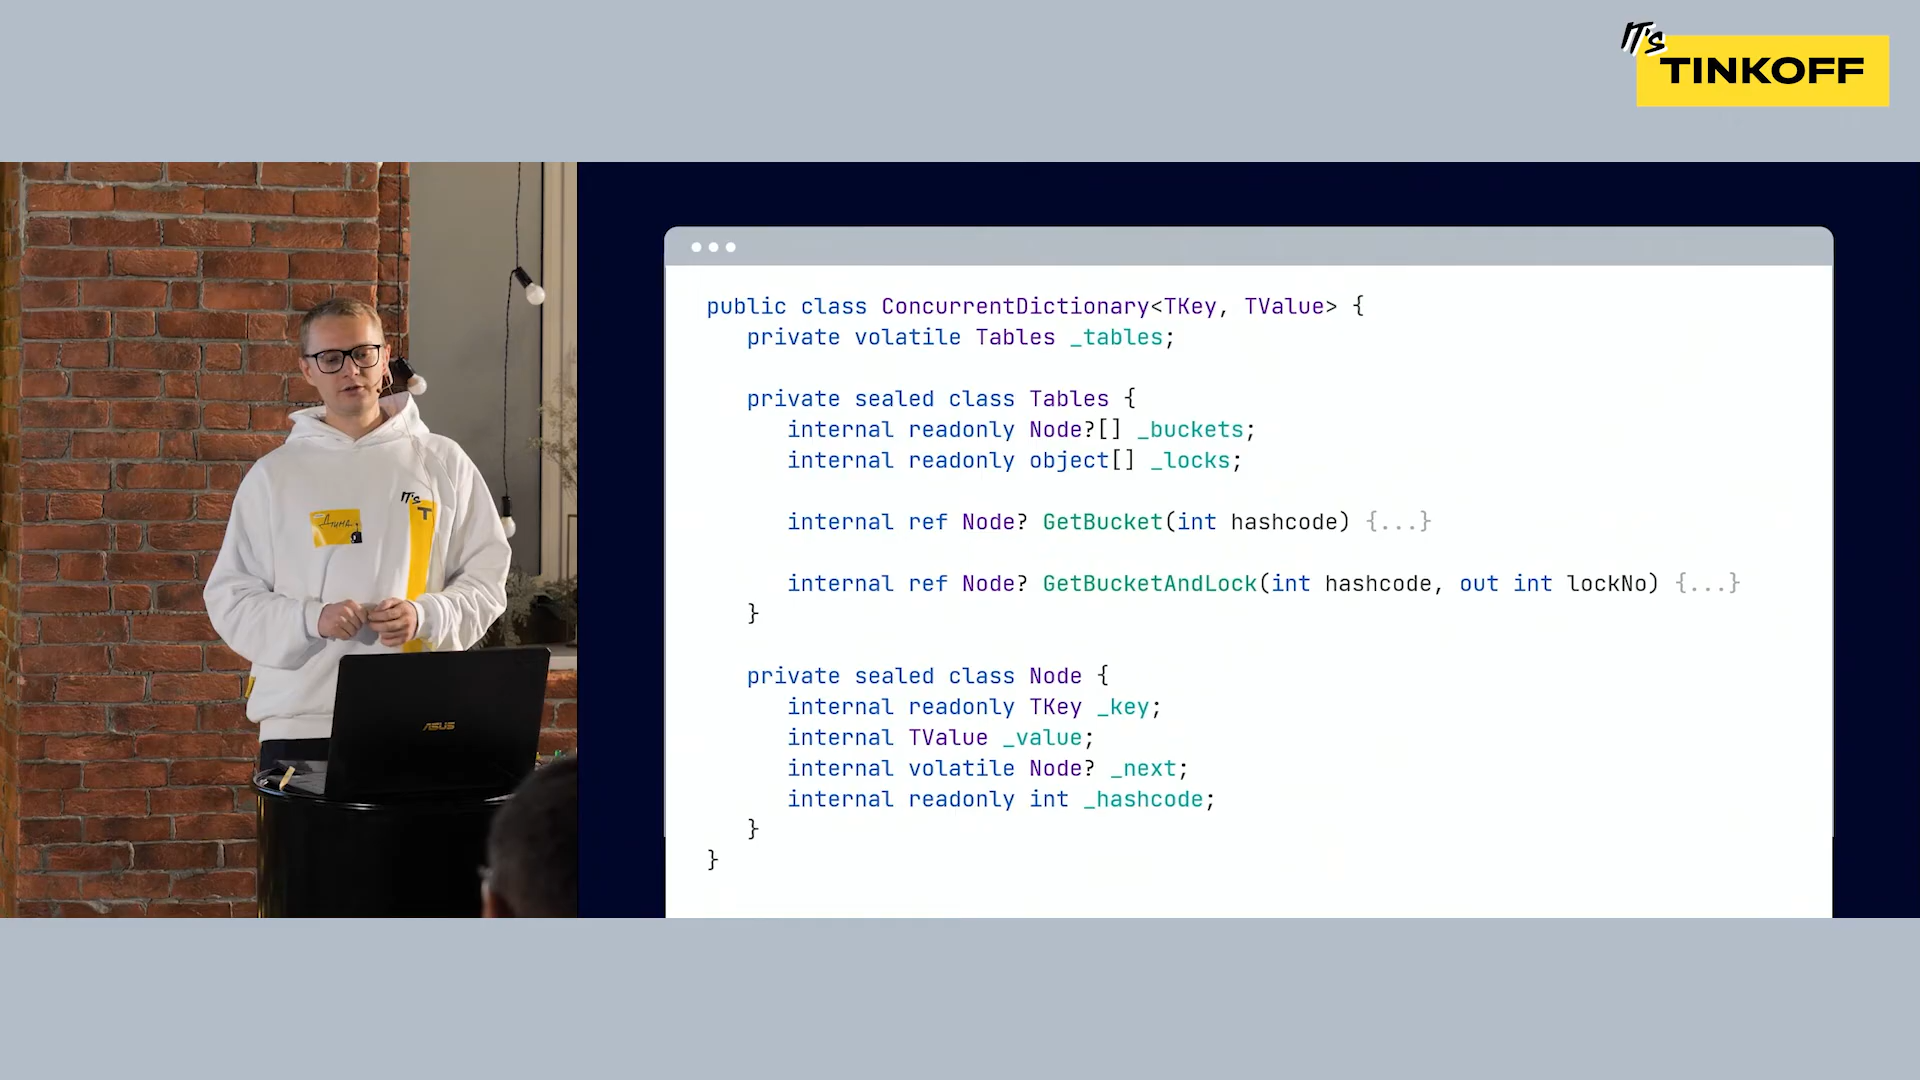 IT's
TINKOFF
public class ConcurrentDictionary<TKey, TValue> {
private volatile Tables _tables;
private sealed class Tables {
internal readonly Node?[] _buckets;
internal readonly object[] _locks;
internal ref Node? GetBucket(int hashcode) {...}
internal ref Node? GetBucketAndLock(int hashcode, out int lockNo) {...}
}
private sealed class Node {
internal readonly TKey _key;
internal TValue _value;
internal volatile Node? _next;
internal readonly int _hashcode;
}
}
IT's
T
Дима
ASUS